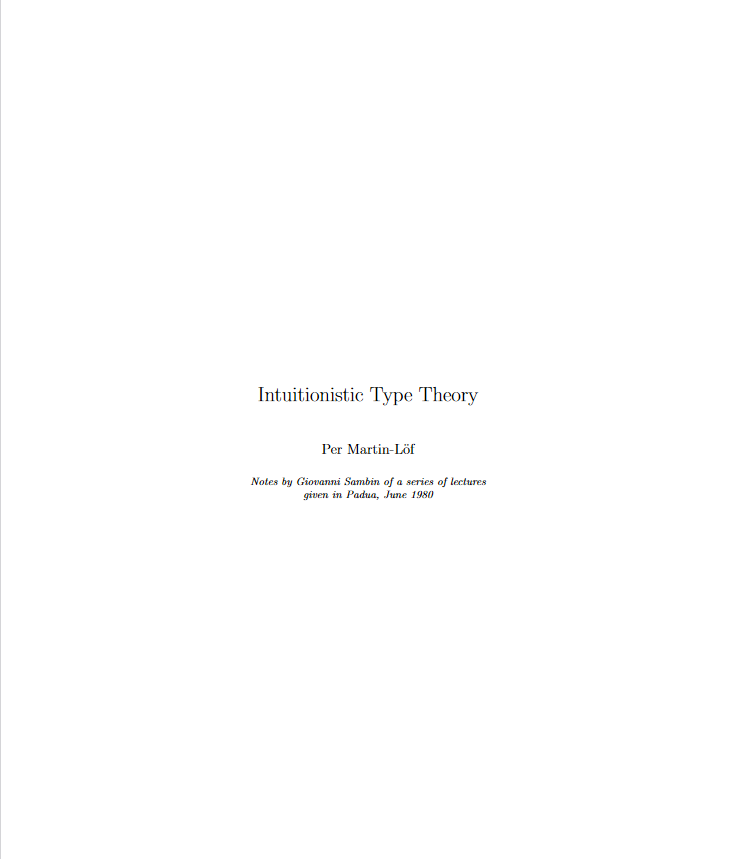 Intuitionistic Type Theory
Per Martin-Löf
Notes by Giovanni Sambin of a series of lectures
given in Padua, June 1980